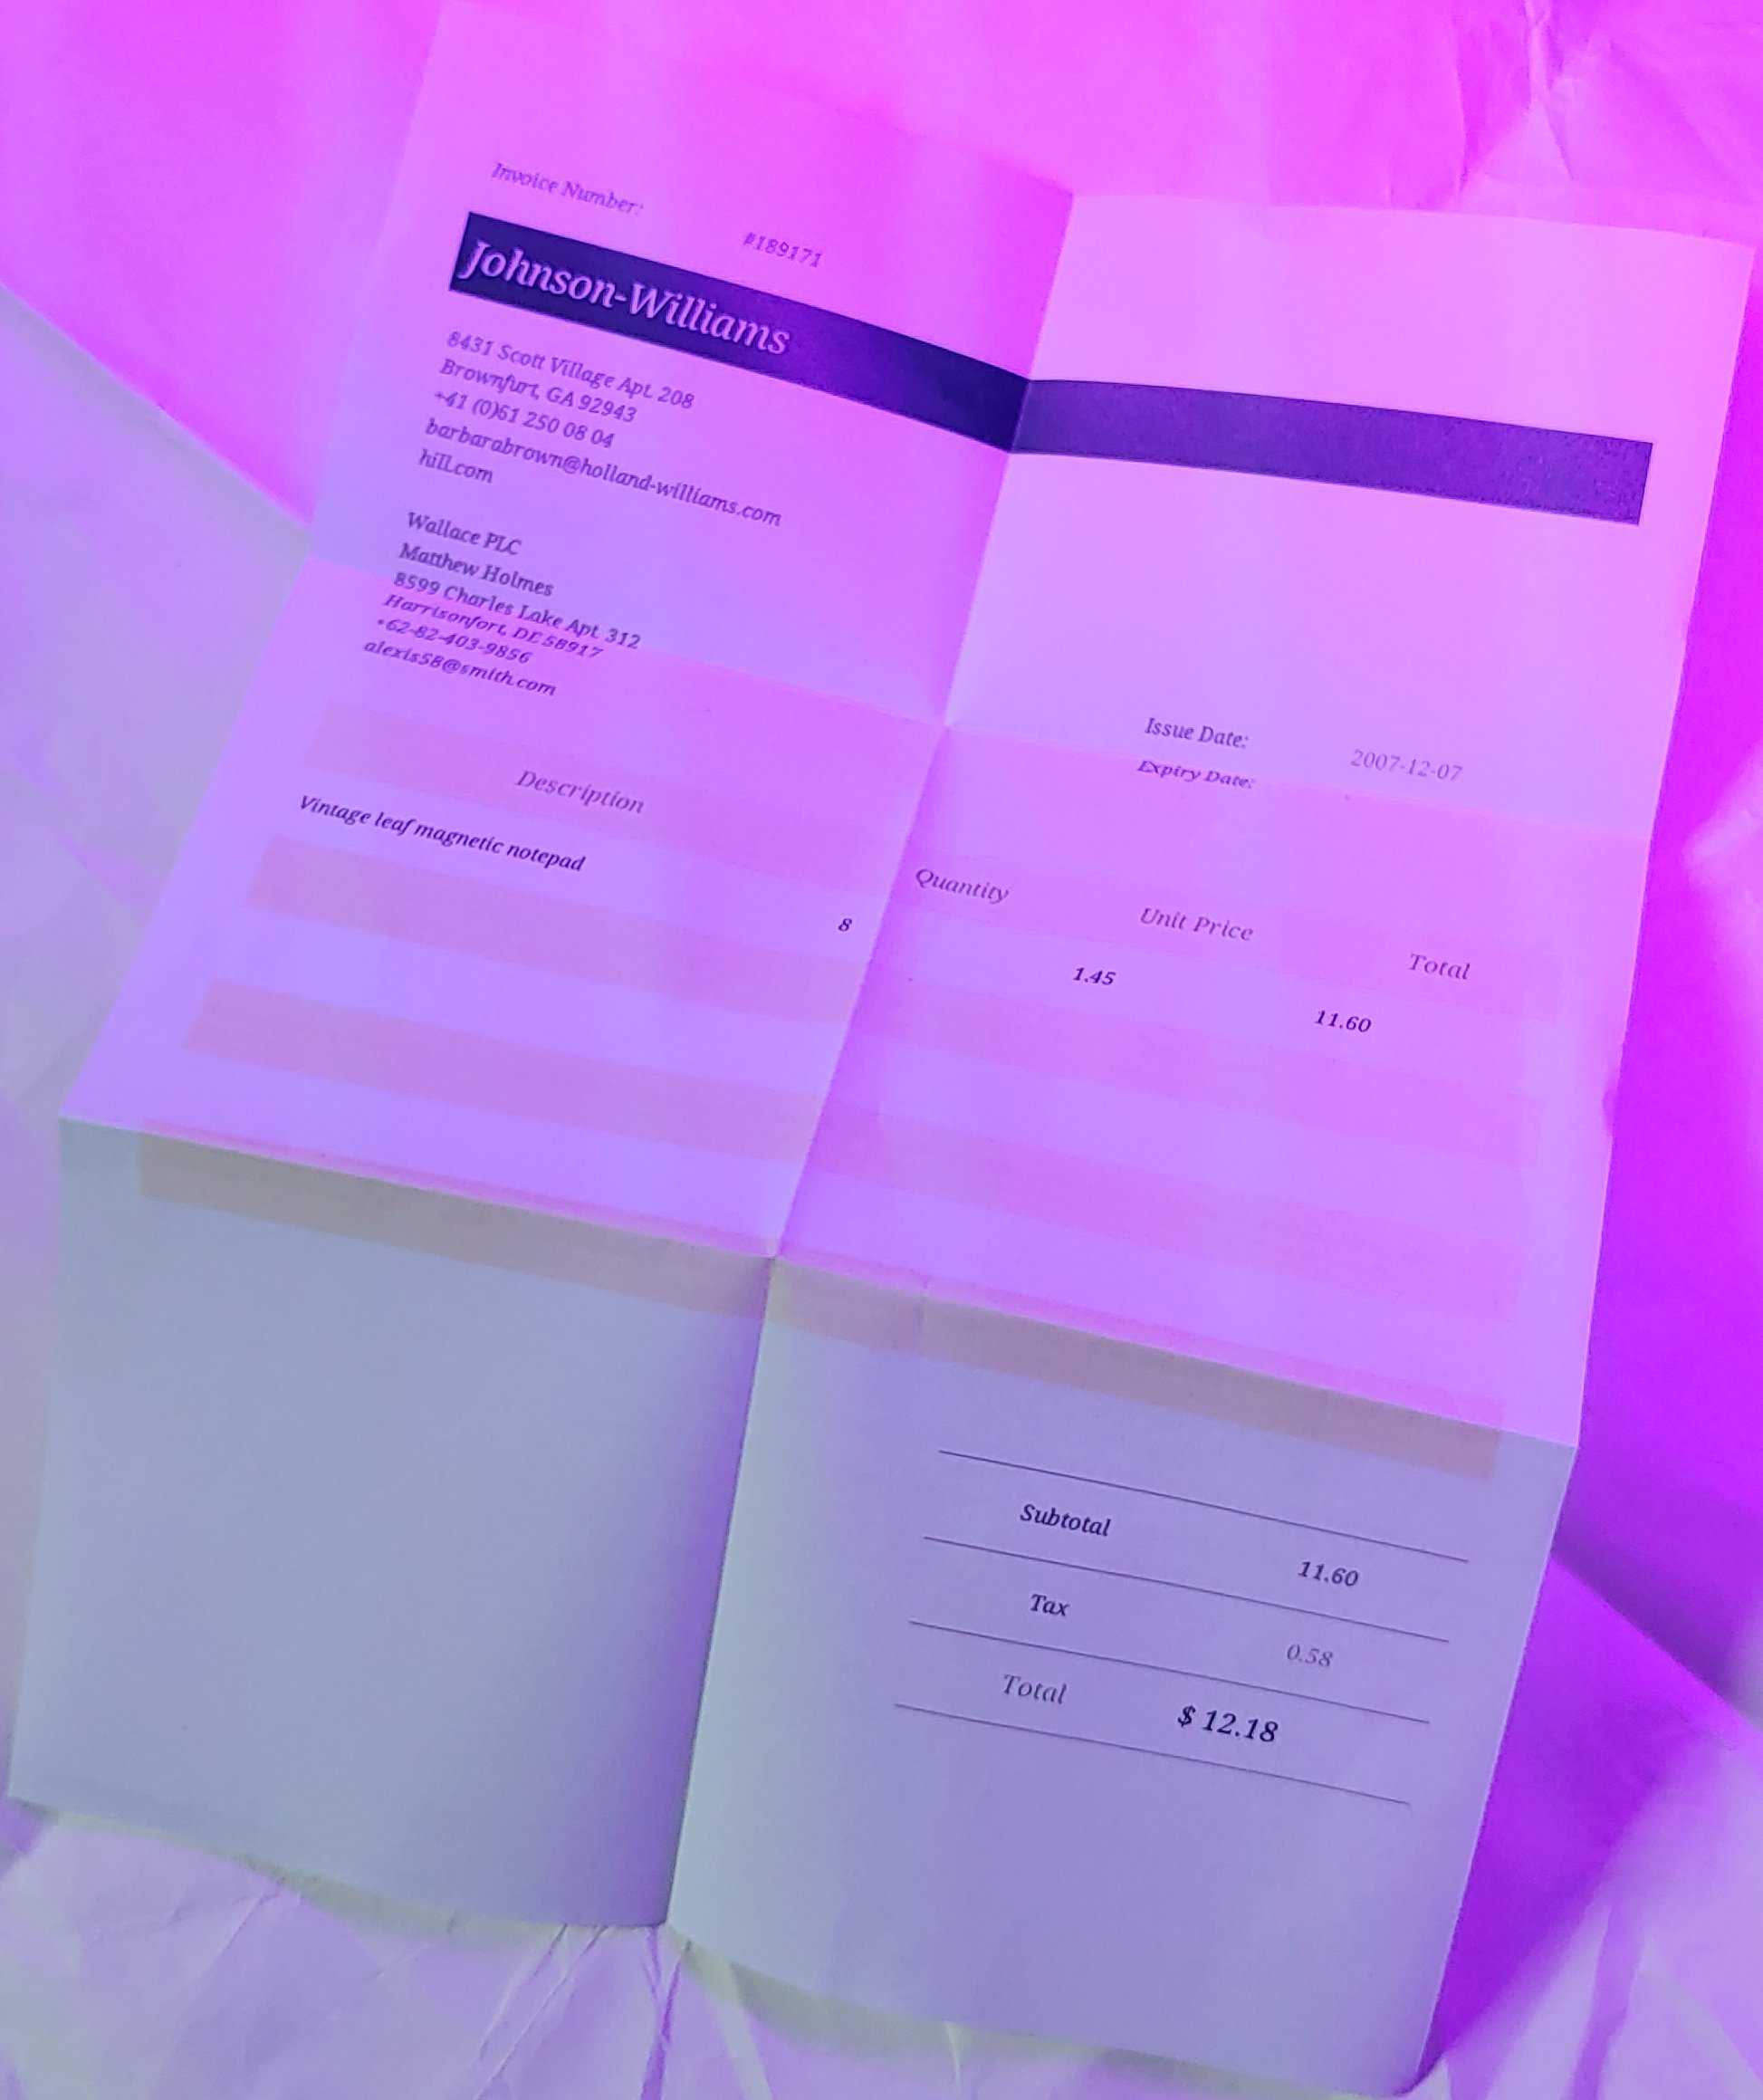 Invoice Number:
#189171
Johnson-Williams
8431 Scott Village Apt. 208
Brownfurt, GA 92943
+41 (0)61 250 08 04
barbarabrown@holland-williams.com
hill.com
Wallace PLC
Matthew Holmes
8599 Charles Lake Apt. 312
Harrisonfort, DE 58917
+62-82-403-9856
alexis58@smith.com
Issue Date: 2007-12-07
Expiry Date:
Description Quantity Unit Price Total
Vintage leaf magnetic notepad 8 1.45 11.60
Subtotal 11.60
Tax 0.58
Total $ 12.18